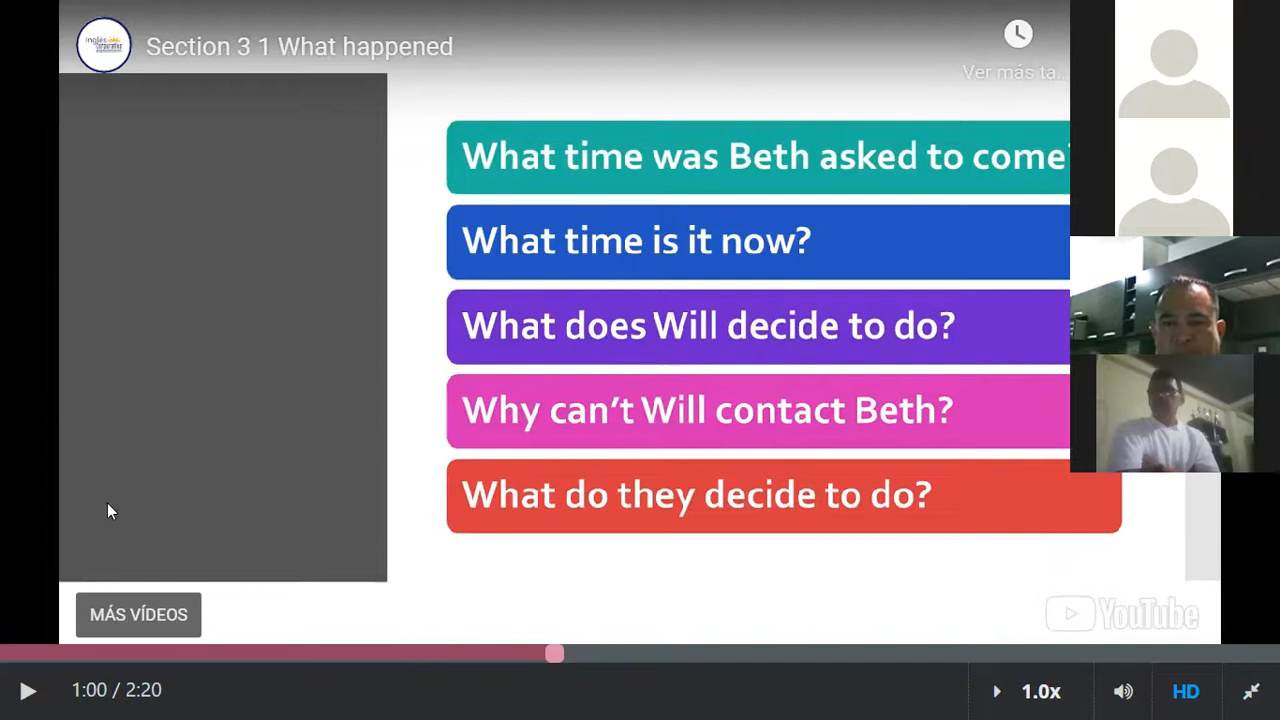 Section 3 1 What happened
Ver más ta...
What time was Beth asked to come?
What time is it now?
What does Will decide to do?
Why can't Will contact Beth?
What do they decide to do?
MÁS VÍDEOS
YouTube
1:00 / 2:20
1.0x
HD